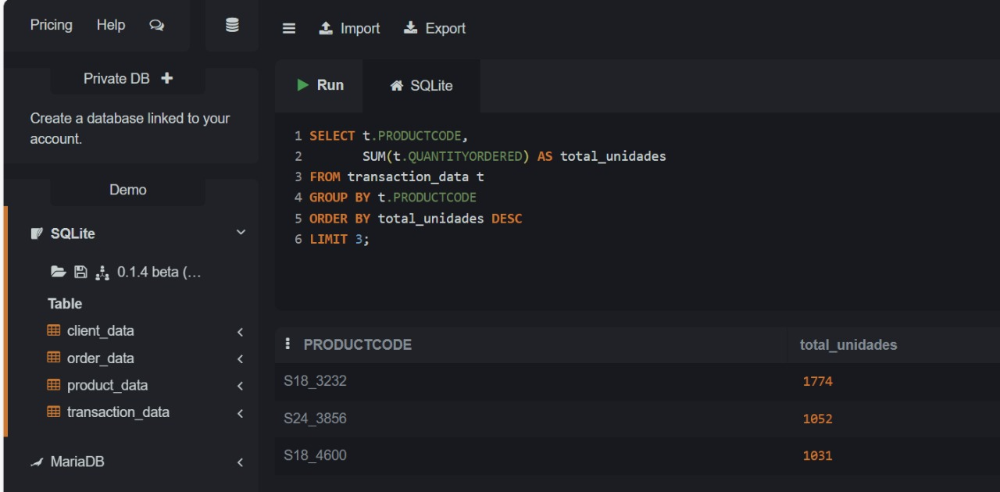 Pricing Help
Import Export
Private DB
Create a database linked to your
account.
Demo
SQLite
0.1.4 beta (...
Table
client_data
order_data
product_data
transaction_data
MariaDB
Run SQLite
1 SELECT t.PRODUCTCODE,
2 SUM(t.QUANTITYORDERED) AS total_unidades
3 FROM transaction_data t
4 GROUP BY t.PRODUCTCODE
5 ORDER BY total_unidades DESC
6 LIMIT 3;
PRODUCTCODE total_unidades
S18_3232 1774
S24_3856 1052
S18_4600 1031